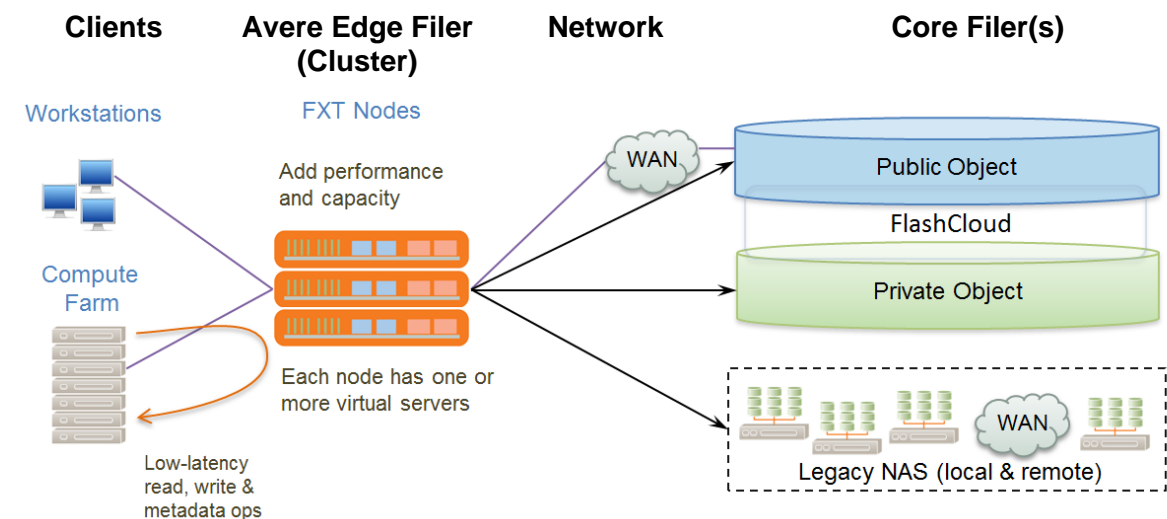 Clients
Avere Edge Filer
(Cluster)
Network
Core Filer(s)
Workstations
FXT Nodes
Add performance
and capacity
WAN
Public Object
FlashCloud
Private Object
Compute
Farm
Each node has one or
more virtual servers
Low-latency
read, write &
metadata ops
WAN
Legacy NAS (local & remote)